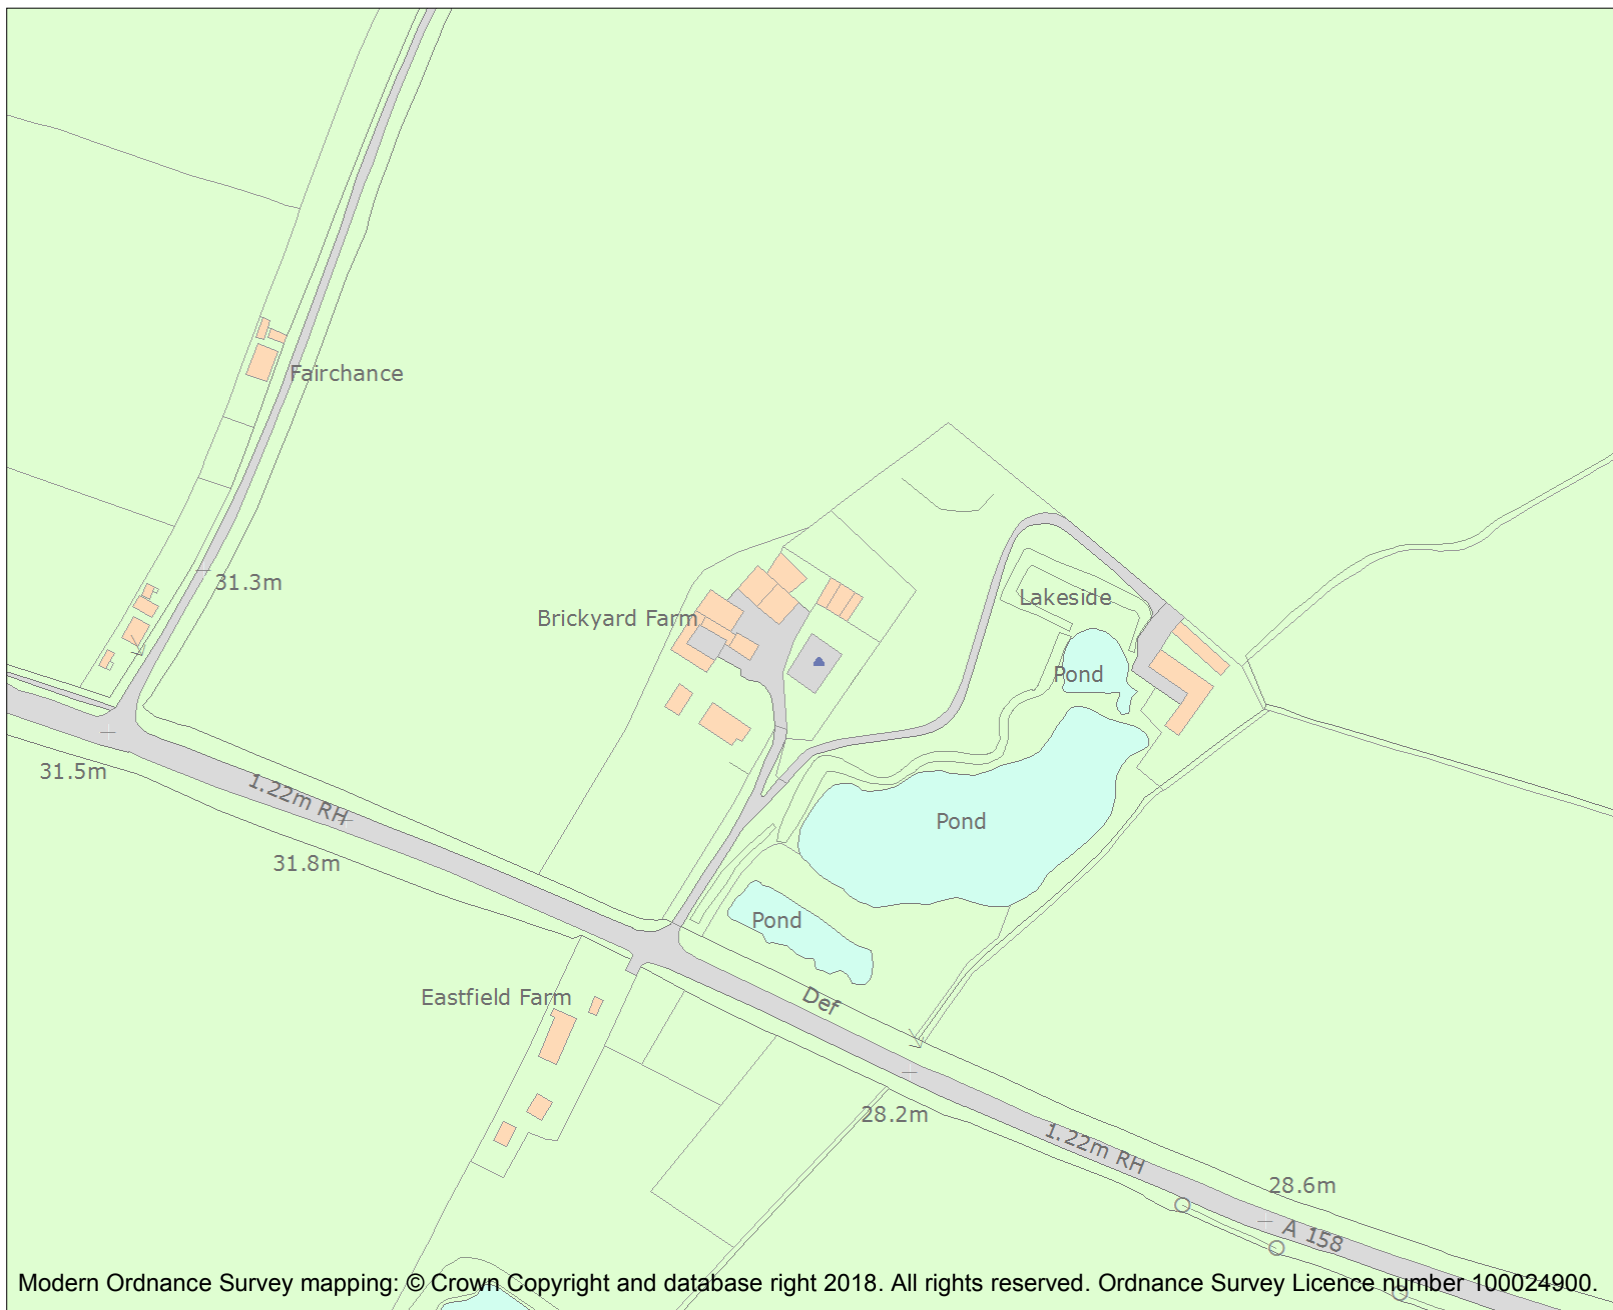 Fairchance
31.3m
Lakeside
Brickyard Farm
Pond
31.5m
1.22m RH
Pond
31.8m
Pond
Eastfield Farm
Def
28.2m
1.22m RH
28.6m
A 158
Modern Ordnance Survey mapping: © Crown Copyright and database right 2018. All rights reserved. Ordnance Survey Licence number 100024900.